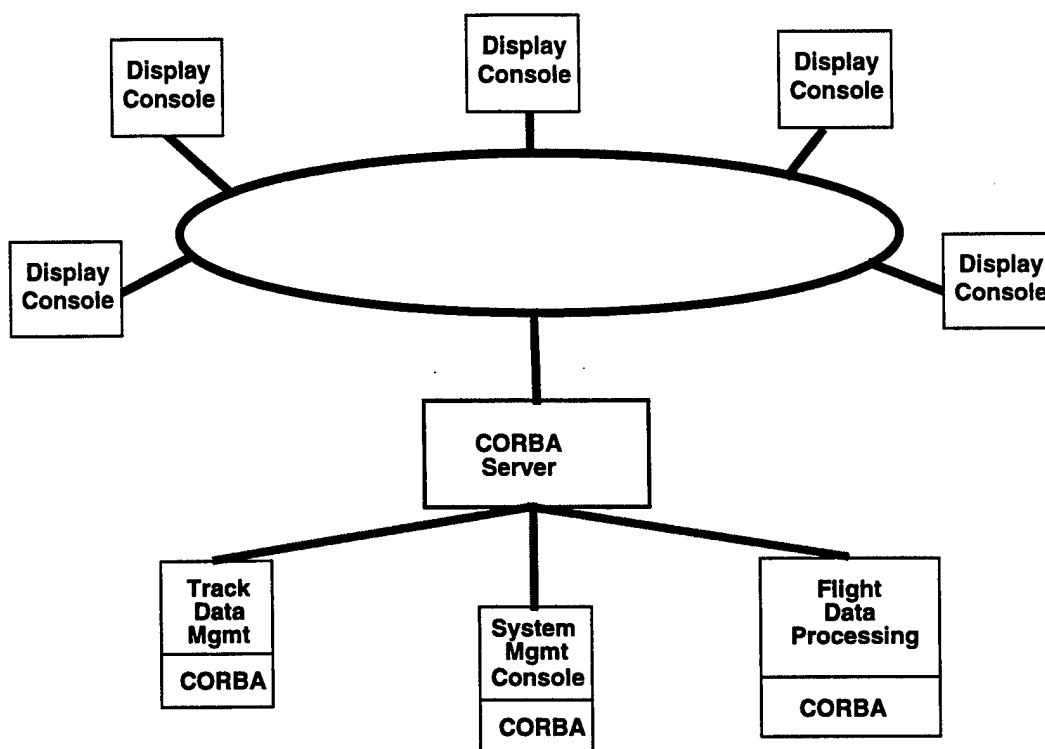 Display
Console
Display
Console
Display
Console
Display
Console
Display
Console
CORBA
Server
Track
Data
Mgmt
CORBA
System
Mgmt
Console
CORBA
Flight
Data
Processing
CORBA